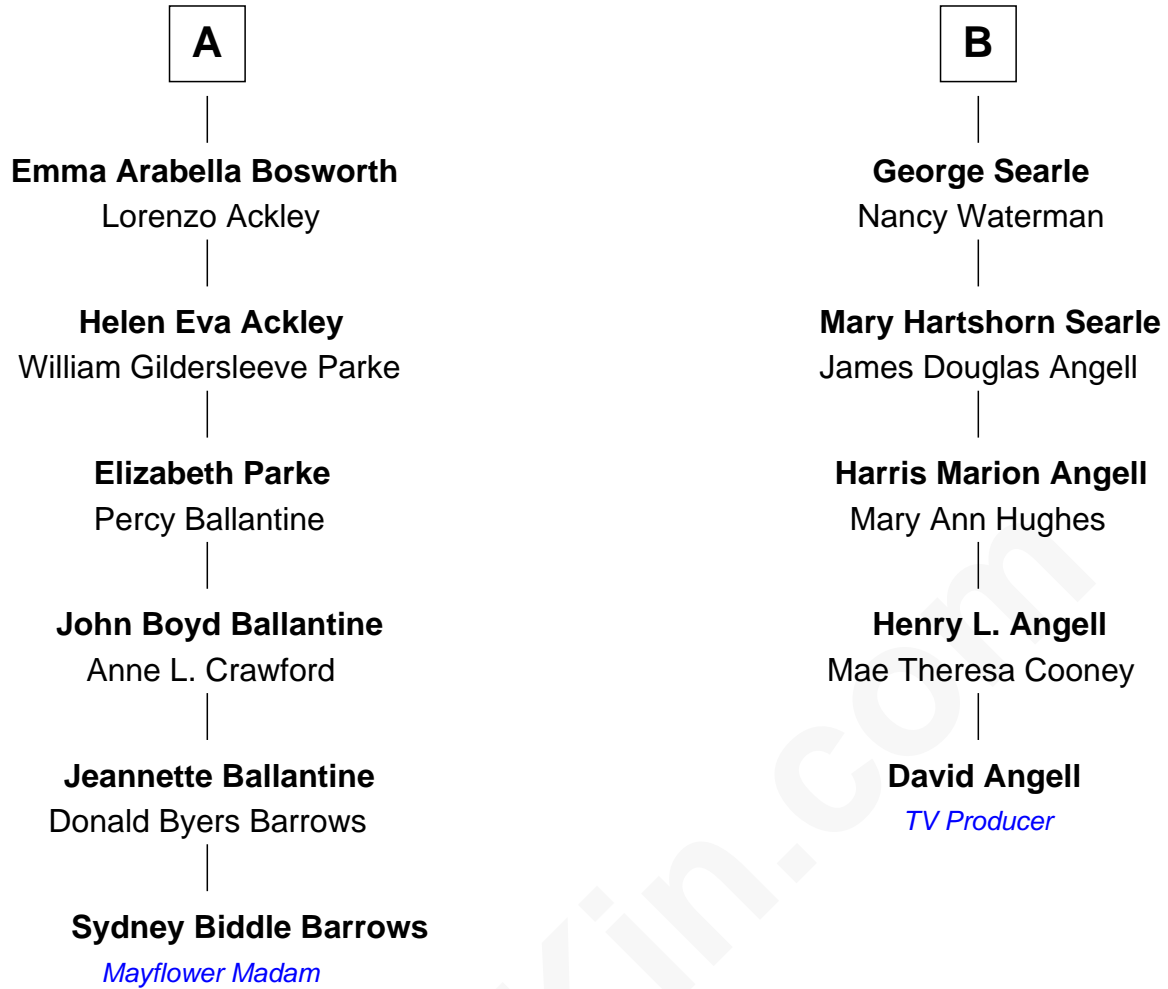 A
Emma Arabella Bosworth
Lorenzo Ackley
Helen Eva Ackley
William Gildersleeve Parke
Elizabeth Parke
Percy Ballantine
John Boyd Ballantine
Anne L. Crawford
Jeannette Ballantine
Donald Byers Barrows
Sydney Biddle Barrows
Mayflower Madam
B
George Searle
Nancy Waterman
Mary Hartshorn Searle
James Douglas Angell
Harris Marion Angell
Mary Ann Hughes
Henry L. Angell
Mae Theresa Cooney
David Angell
TV Producer
Kin.com